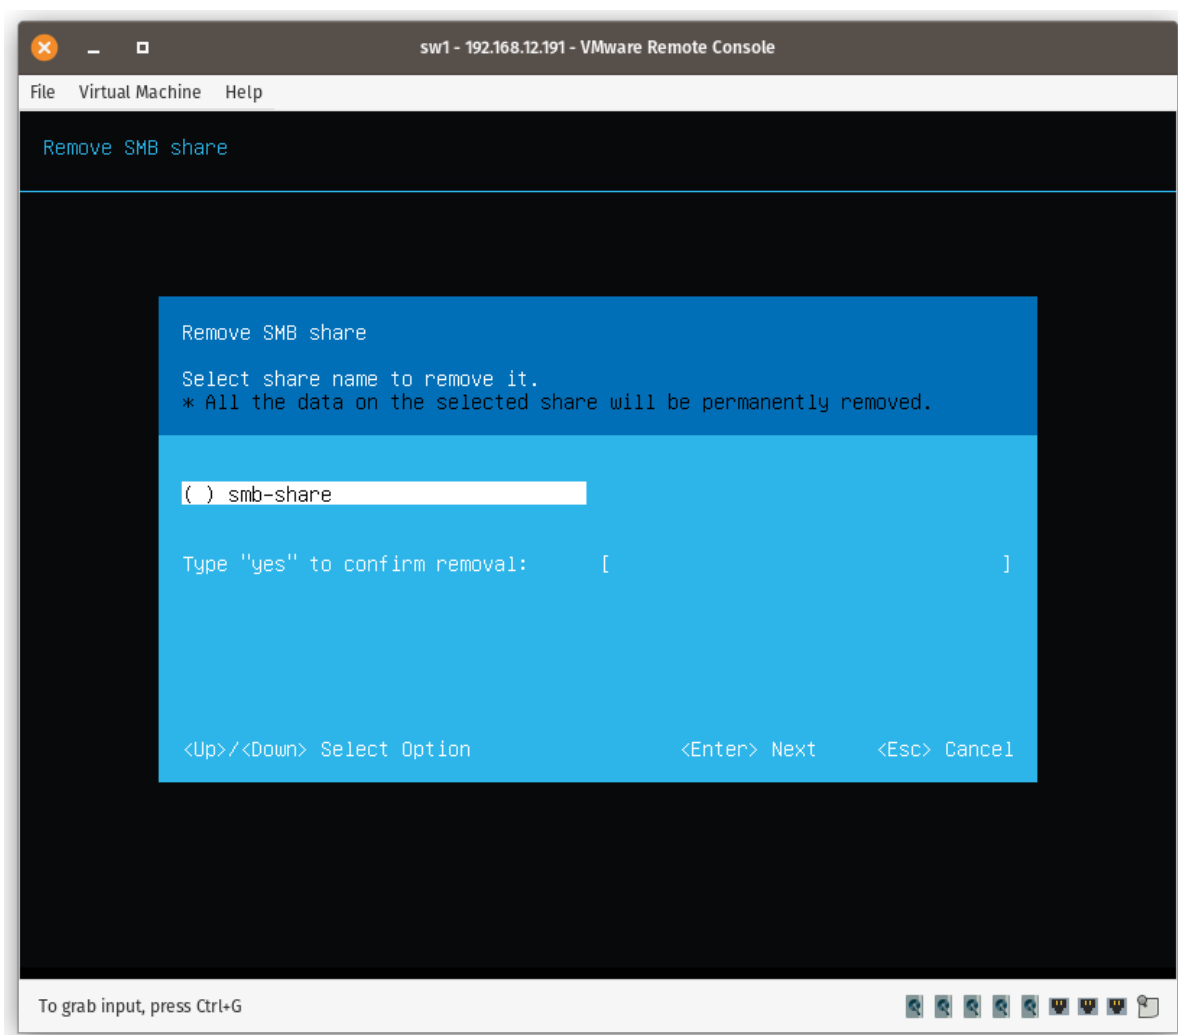 sw1 - 192.168.12.191 - VMware Remote Console
File Virtual Machine Help
Remove SMB share
Remove SMB share
Select share name to remove it.
* All the data on the selected share will be permanently removed.
( ) smb-share
Type "yes" to confirm removal: [ ]
<Up>/<Down> Select Option <Enter> Next <Esc> Cancel
To grab input, press Ctrl+G